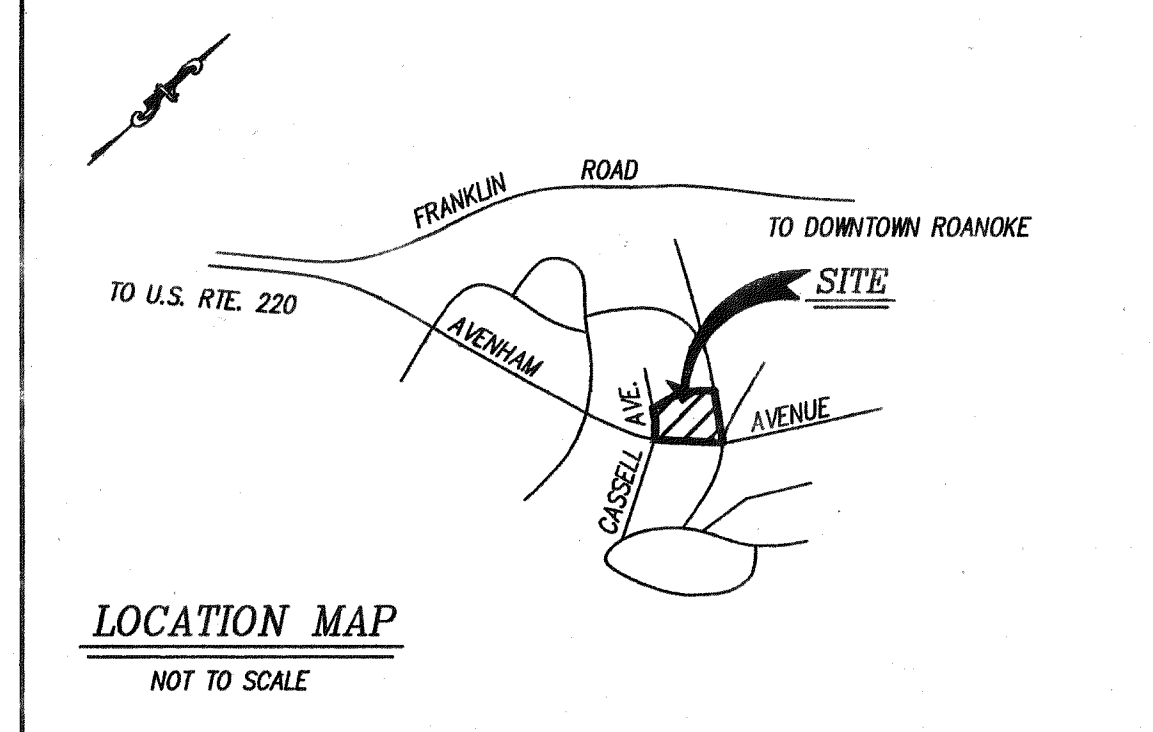 FRANKLIN ROAD
TO DOWNTOWN ROANOKE
SITE
TO U.S. RTE. 220
AVENHAM AVENUE
CASSELL AVE.
LOCATION MAP
NOT TO SCALE